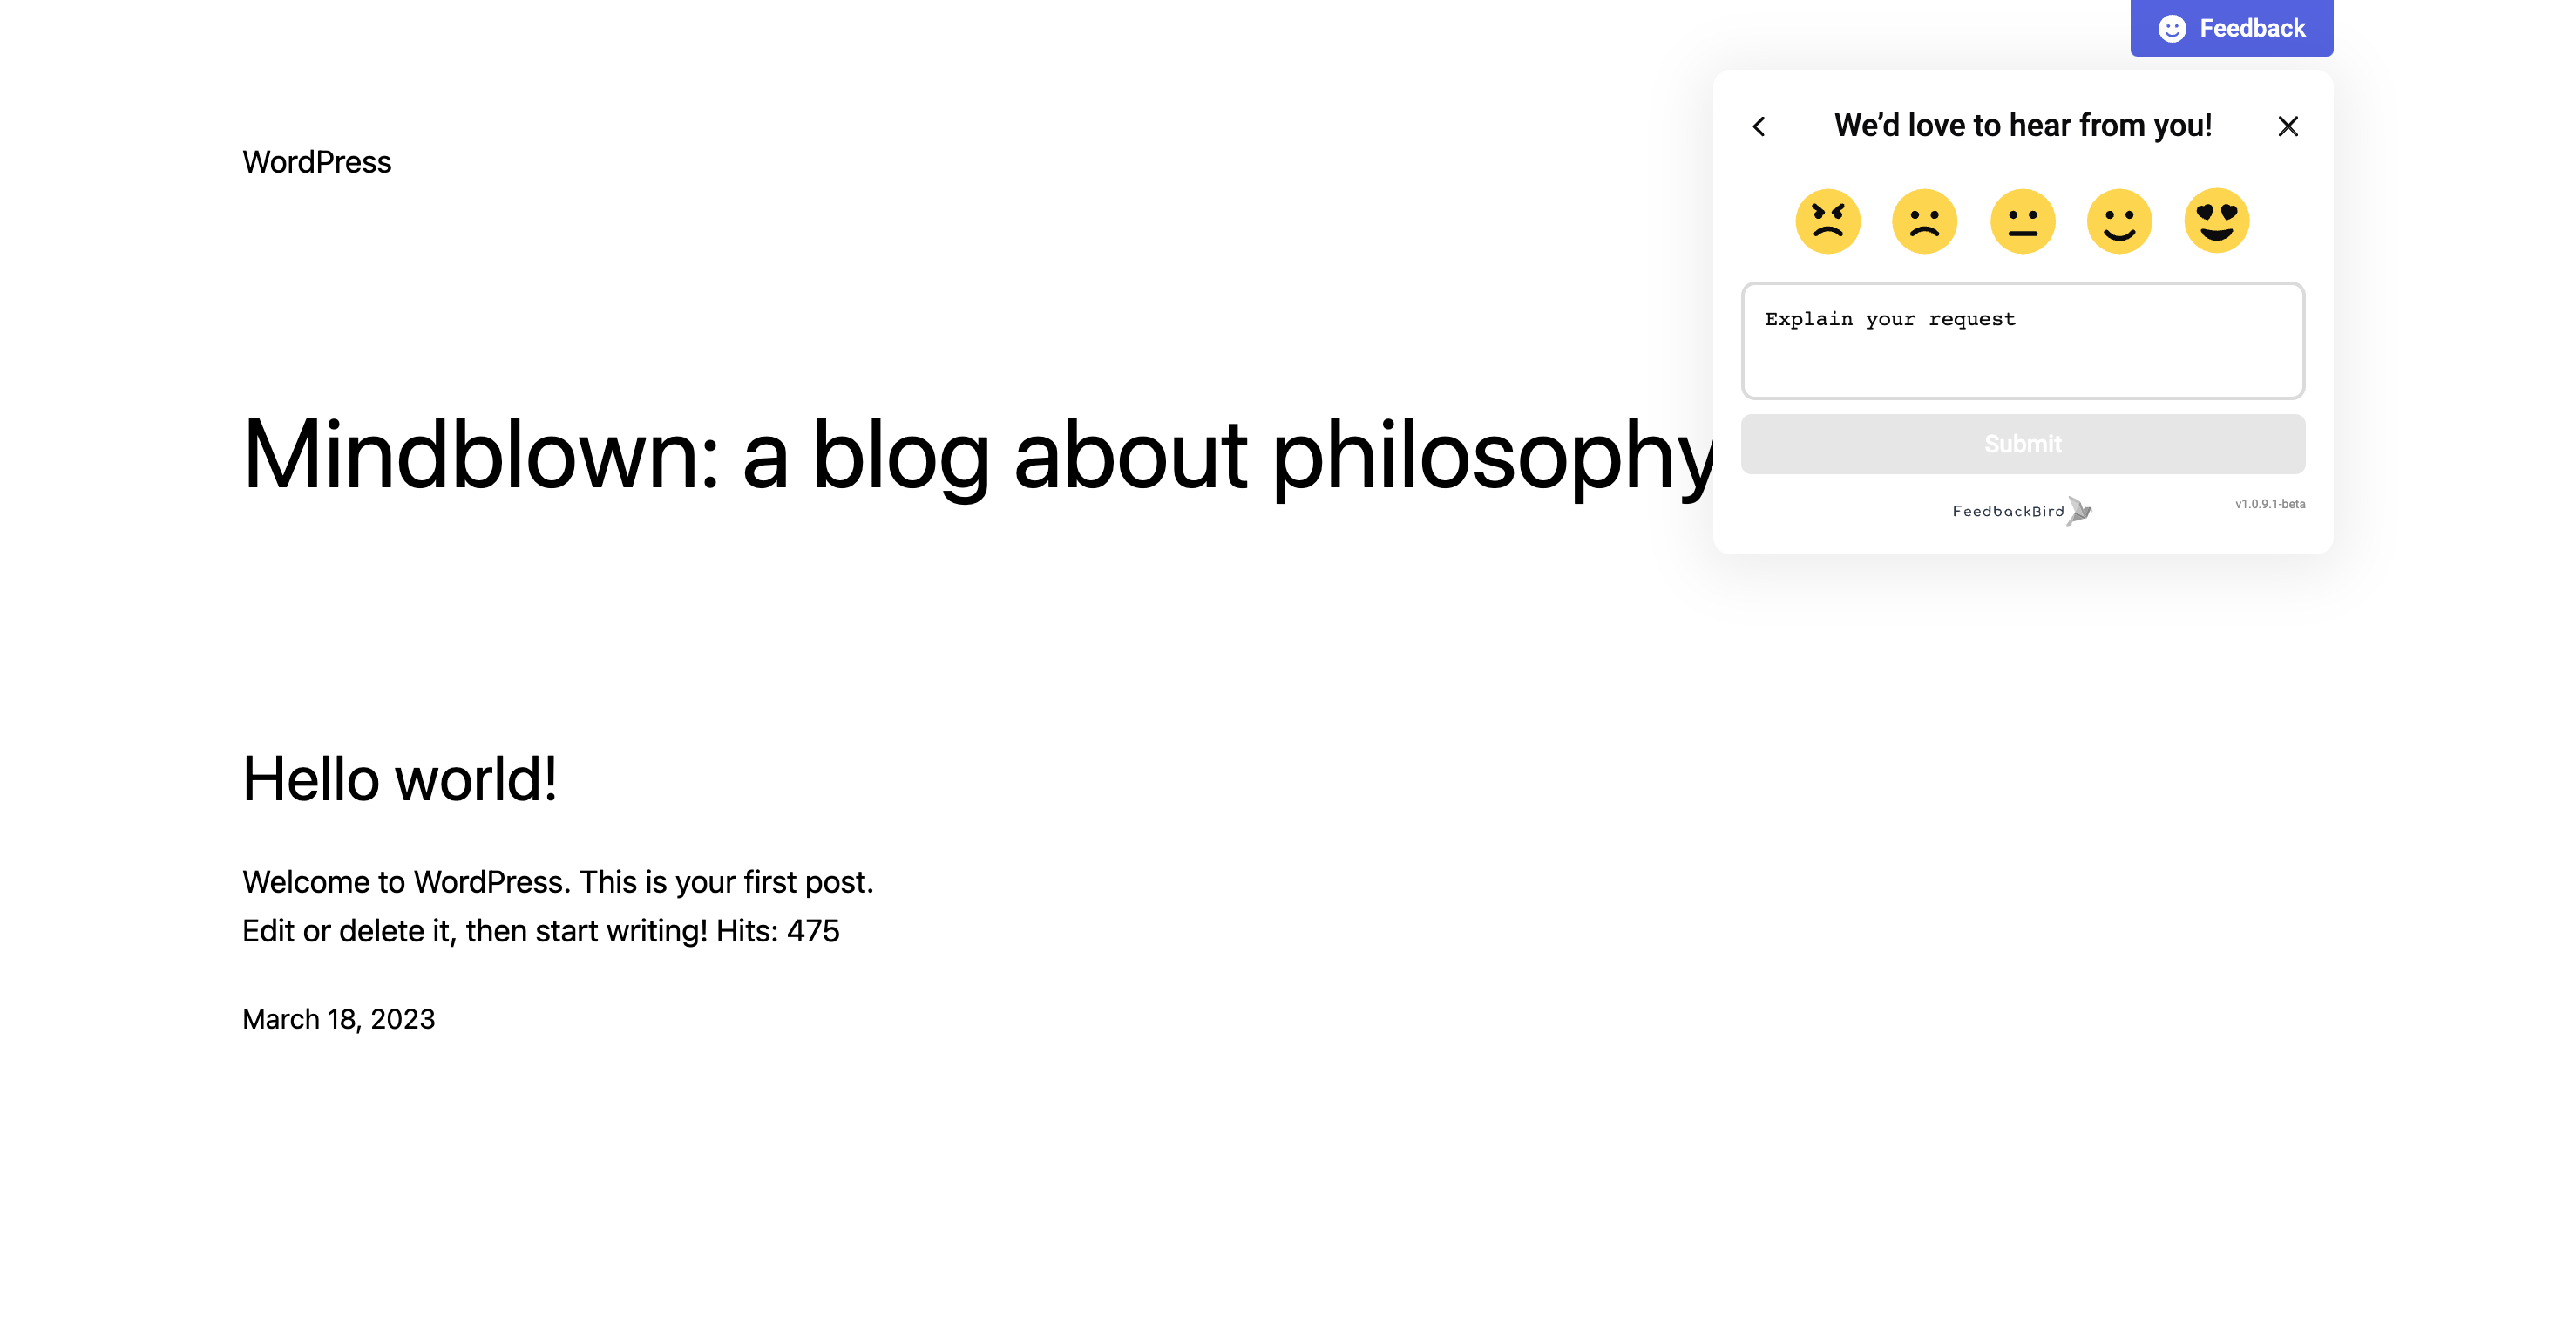 Feedback
We’d love to hear from you!
WordPress
Explain your request
Submit
Mindblown: a blog about philosophy
FeedbackBird
v1.0.9.1-beta
Hello world!
Welcome to WordPress. This is your first post.
Edit or delete it, then start writing! Hits: 475
March 18, 2023